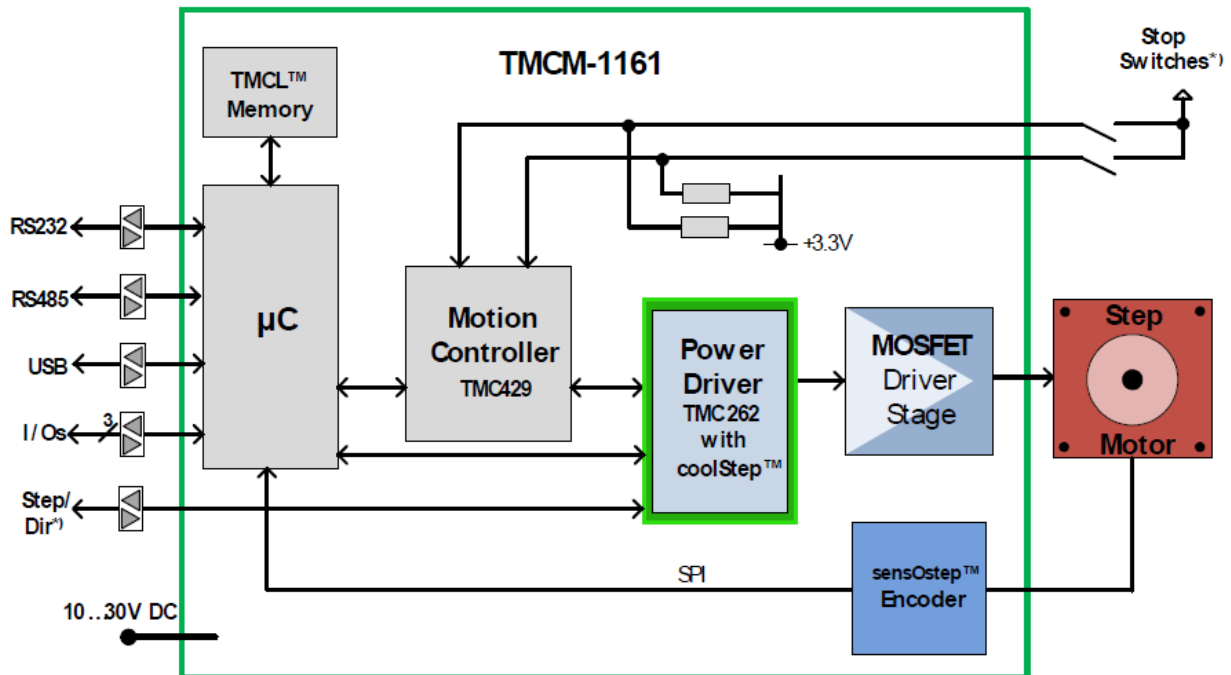 TMCM-1161
Stop
Switches*)
TMCL™
Memory
RS232
RS485
USB
I / Os
3
Step/
Dir*)
µC
+3.3V
Motion
Controller
TMC429
Power
Driver
TMC262
with
coolStep™
MOSFET
Driver
Stage
Step
Motor
SPI
sensOstep™
Encoder
10...30V DC